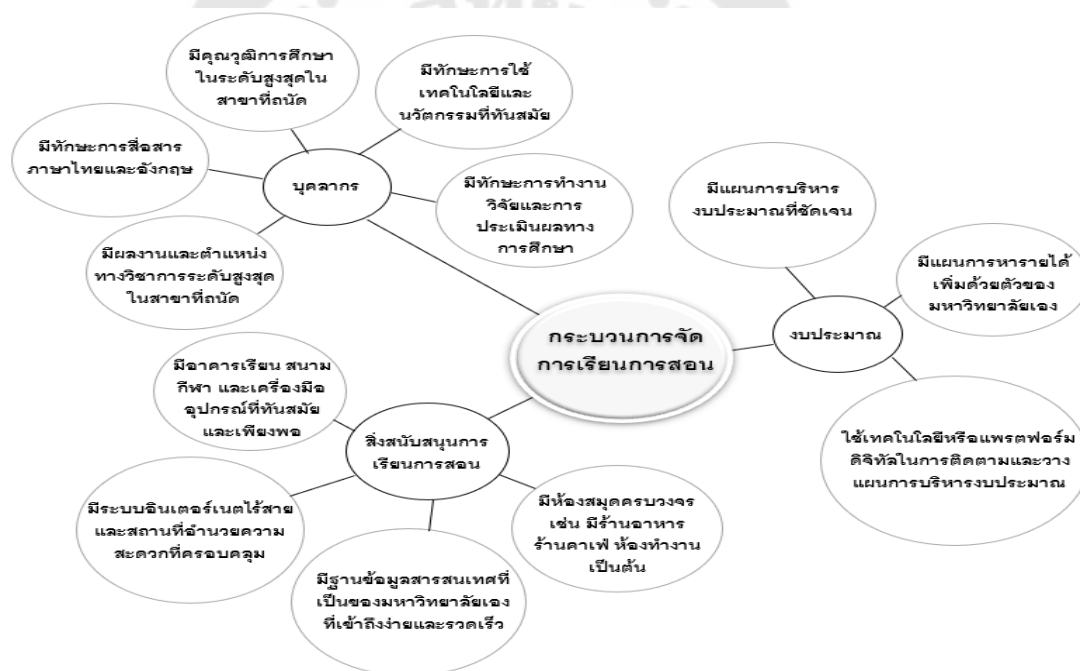 มีคุณวุฒิการศึกษา
ในระดับสูงสุดใน
สาขาที่ถนัด
มีทักษะการใช้
เทคโนโลยีและ
นวัตกรรมที่ทันสมัย
มีทักษะการสื่อสาร
ภาษาไทยและอังกฤษ
บุคลากร
มีทักษะการทำงาน
วิจัยและการ
ประเมินผลทาง
การศึกษา
มีผลงานและตำแหน่ง
ทางวิชาการระดับสูงสุด
ในสาขาที่ถนัด
มีแผนการบริหาร
งบประมาณที่ชัดเจน
มีแผนการหารายได้
เพิ่มด้วยตัวของ
มหาวิทยาลัยเอง
งบประมาณ
กระบวนการจัด
การเรียนการสอน
ใช้เทคโนโลยีหรือแพรตฟอร์ม
ดิจิทัลในการติดตามและวาง
แผนการบริหารงบประมาณ
มีอาคารเรียน สนาม
กีฬา และเครื่องมือ
อุปกรณ์ที่ทันสมัย
และเพียงพอ
สิ่งสนับสนุนการ
เรียนการสอน
มีระบบอินเตอร์เนตไร้สาย
และสถานที่อำนวยความ
สะดวกที่ครอบคลุม
มีห้องสมุดครบวงจร
เช่น มีร้านอาหาร
ร้านคาเฟ่ ห้องทำงาน
เป็นต้น
มีฐานข้อมูลสารสนเทศที่
เป็นของมหาวิทยาลัยเอง
ที่เข้าถึงง่ายและรวดเร็ว